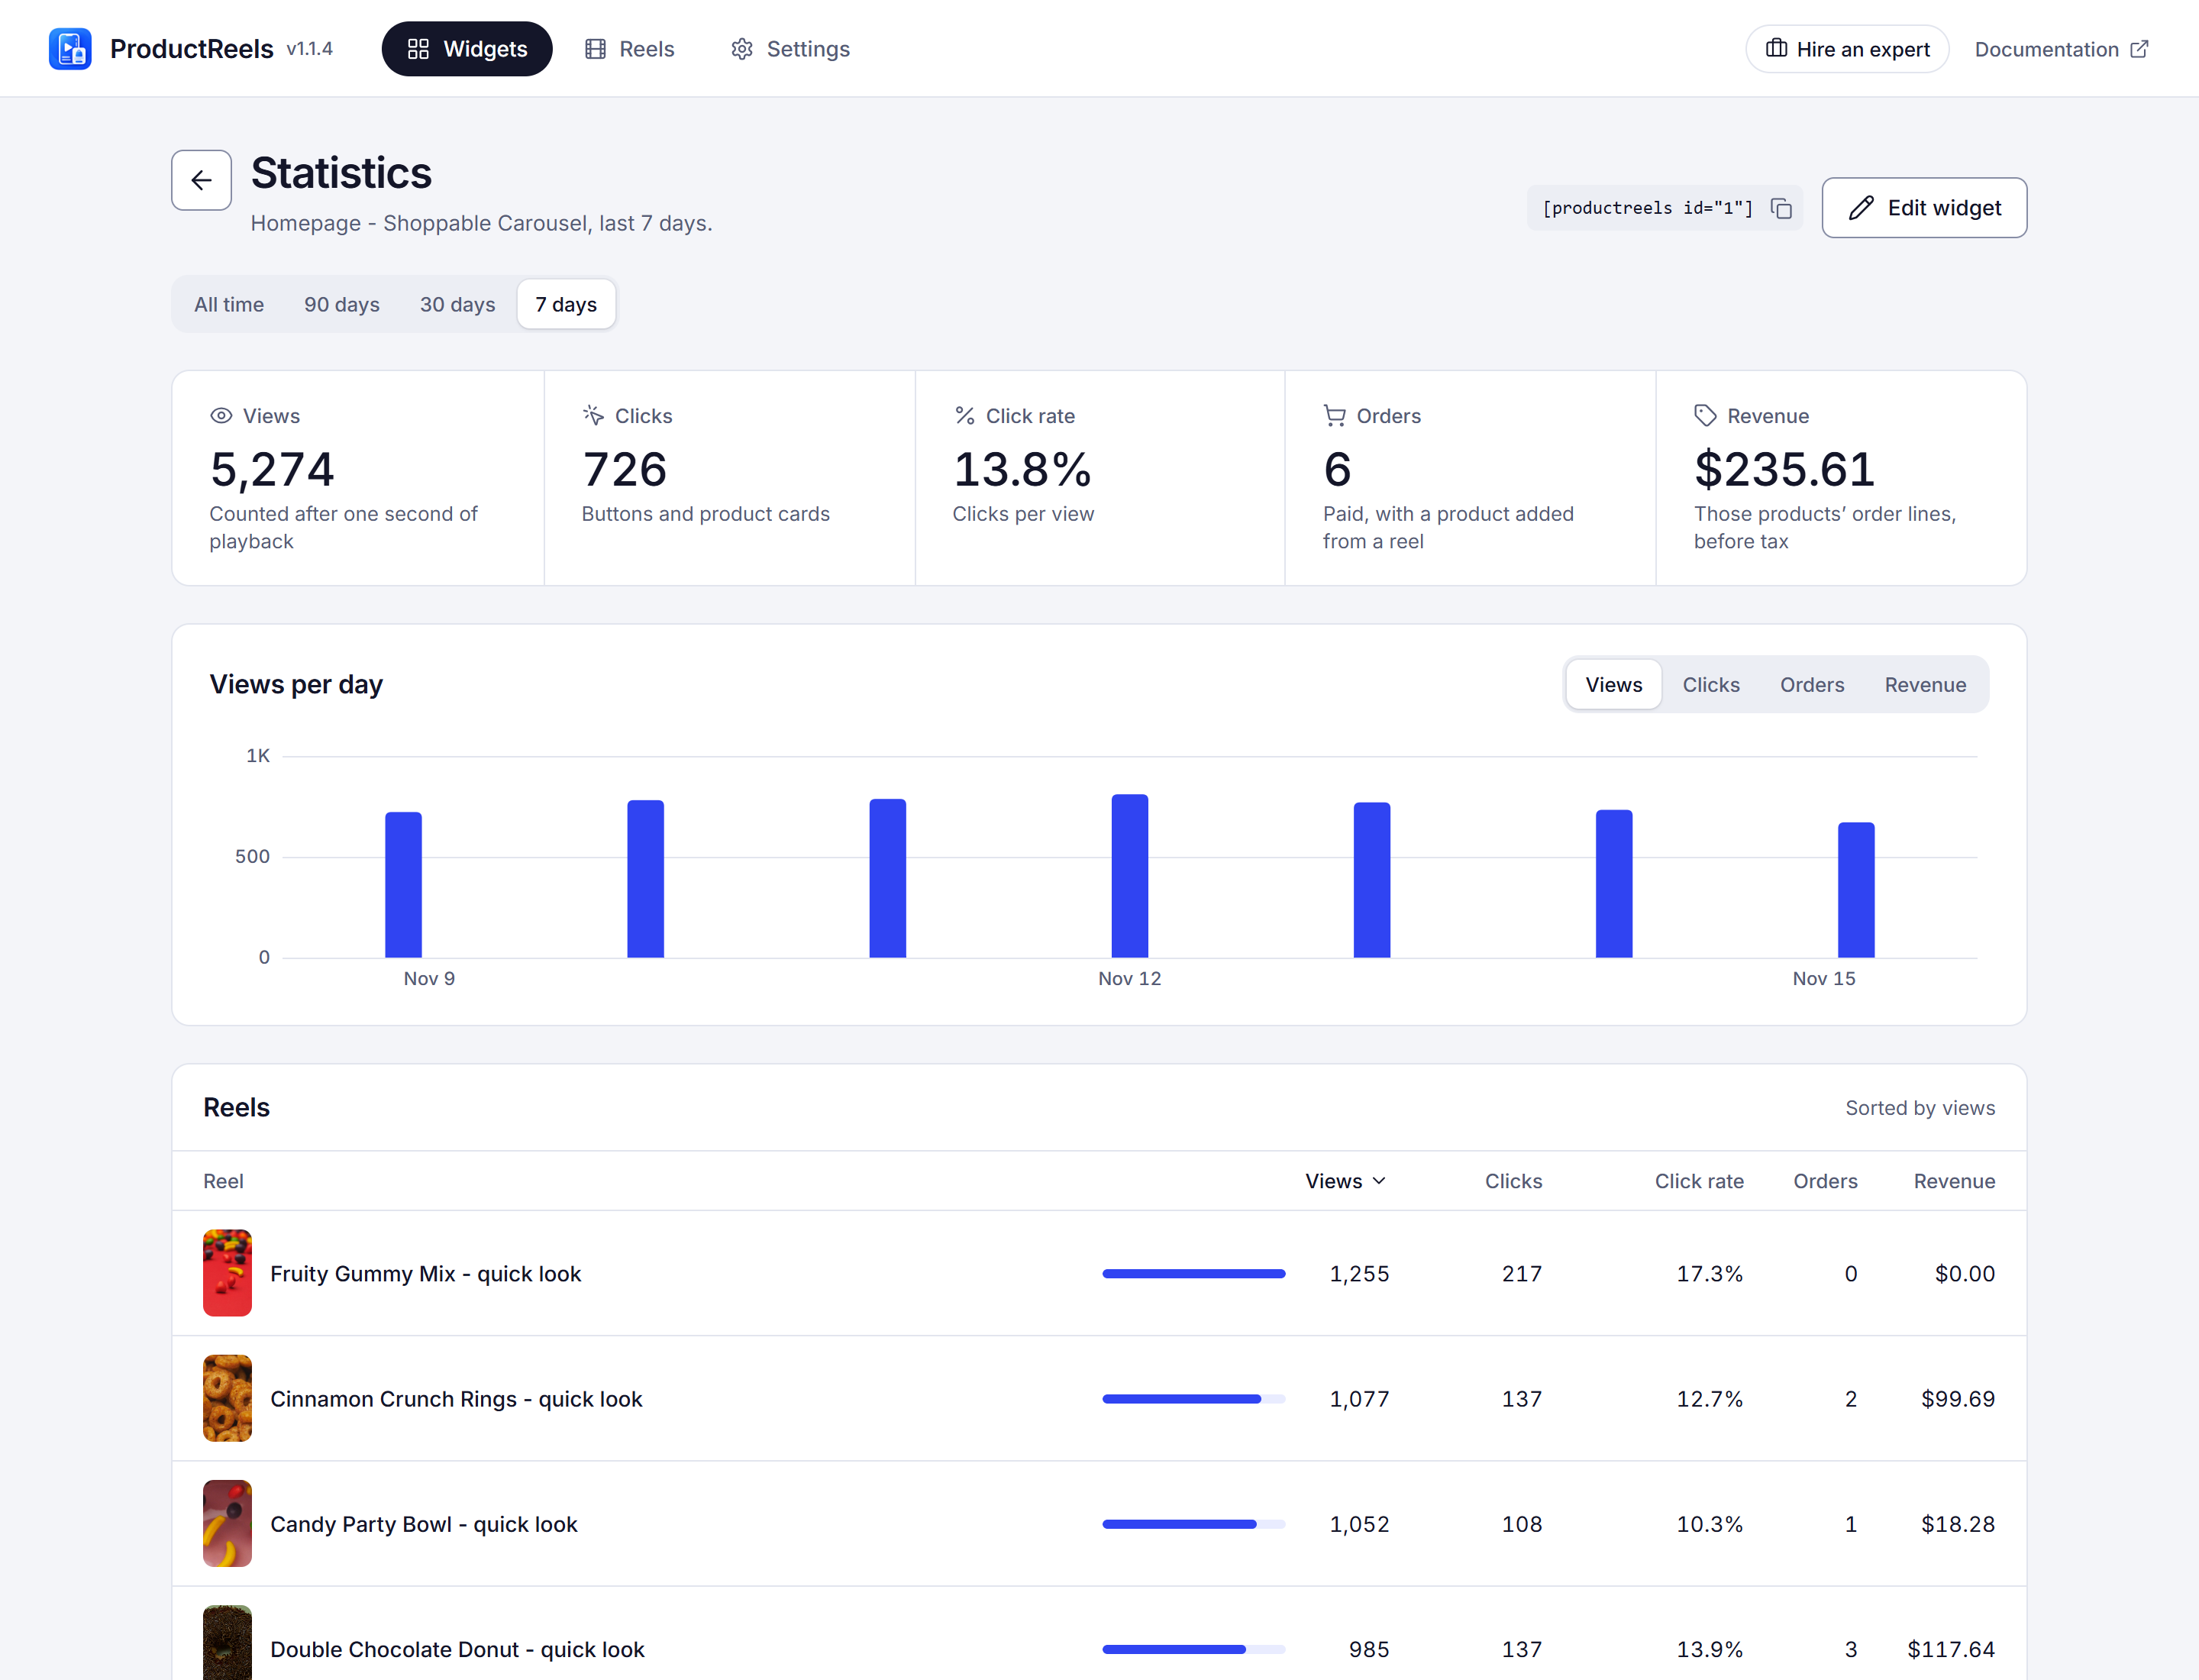 ProductReels v1.1.4 Widgets Reels Settings Hire an expert Documentation
Statistics
Homepage - Shoppable Carousel, last 7 days.
[productreels id="1"] Edit widget
All time 90 days 30 days 7 days
Views Clicks Click rate Orders Revenue
5,274 726 13.8% 6 $235.61
Counted after one second of playback
Buttons and product cards
Clicks per view
Paid, with a product added from a reel
Those products’ order lines, before tax
Views per day Views Clicks Orders Revenue
1K
500
0
Nov 9 Nov 12 Nov 15
Reels Sorted by views
Reel Views Clicks Click rate Orders Revenue
Fruity Gummy Mix - quick look 1,255 217 17.3% 0 $0.00
Cinnamon Crunch Rings - quick look 1,077 137 12.7% 2 $99.69
Candy Party Bowl - quick look 1,052 108 10.3% 1 $18.28
Double Chocolate Donut - quick look 985 137 13.9% 3 $117.64